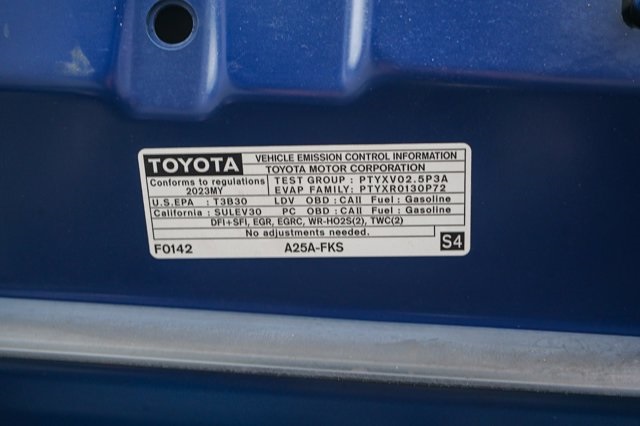 TOYOTA
VEHICLE EMISSION CONTROL INFORMATION
TOYOTA MOTOR CORPORATION
Conforms to regulations
2023MY
TEST GROUP : PTYXV02.5P3A
EVAP FAMILY: PTYXR0130P72
U.S.EPA : T3B30 LDV OBD : CAII Fuel : Gasoline
California : SULEV30 PC OBD : CAII Fuel : Gasoline
DFI+SFI, EGR, EGRC, WR-HO2S(2), TWC(2)
No adjustments needed.
F0142 A25A-FKS S4